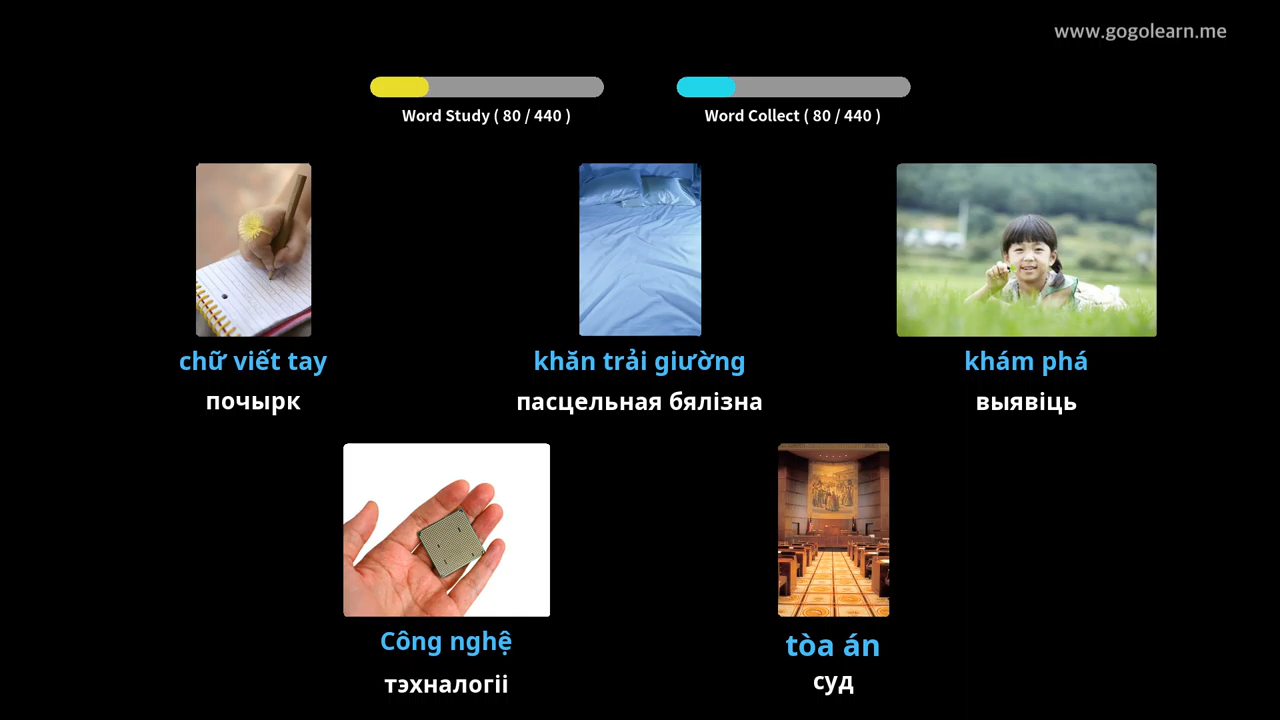 www.gogolearn.me
Word Study ( 80 / 440 )
Word Collect ( 80 / 440 )
chữ viết tay
почырк
khăn trải giường
пасцельная бялізна
khám phá
выявіць
Công nghệ
тэхналогіі
tòa án
суд